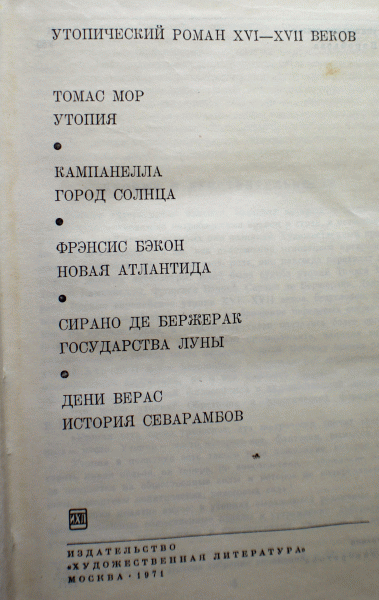 УТОПИЧЕСКИЙ РОМАН XVI—XVII ВЕКОВ
ТОМАС МОР
УТОПИЯ
КАМПАНЕЛЛА
ГОРОД СОЛНЦА
ФРЭНСИС БЭКОН
НОВАЯ АТЛАНТИДА
СИРАНО ДЕ БЕРЖЕРАК
ГОСУДАРСТВА ЛУНЫ
ДЕНИ ВЕРАС
ИСТОРИЯ СЕВАРАМБОВ
ИЗДАТЕЛЬСТВО
«ХУДОЖЕСТВЕННАЯ ЛИТЕРАТУРА»
МОСКВА · 1971